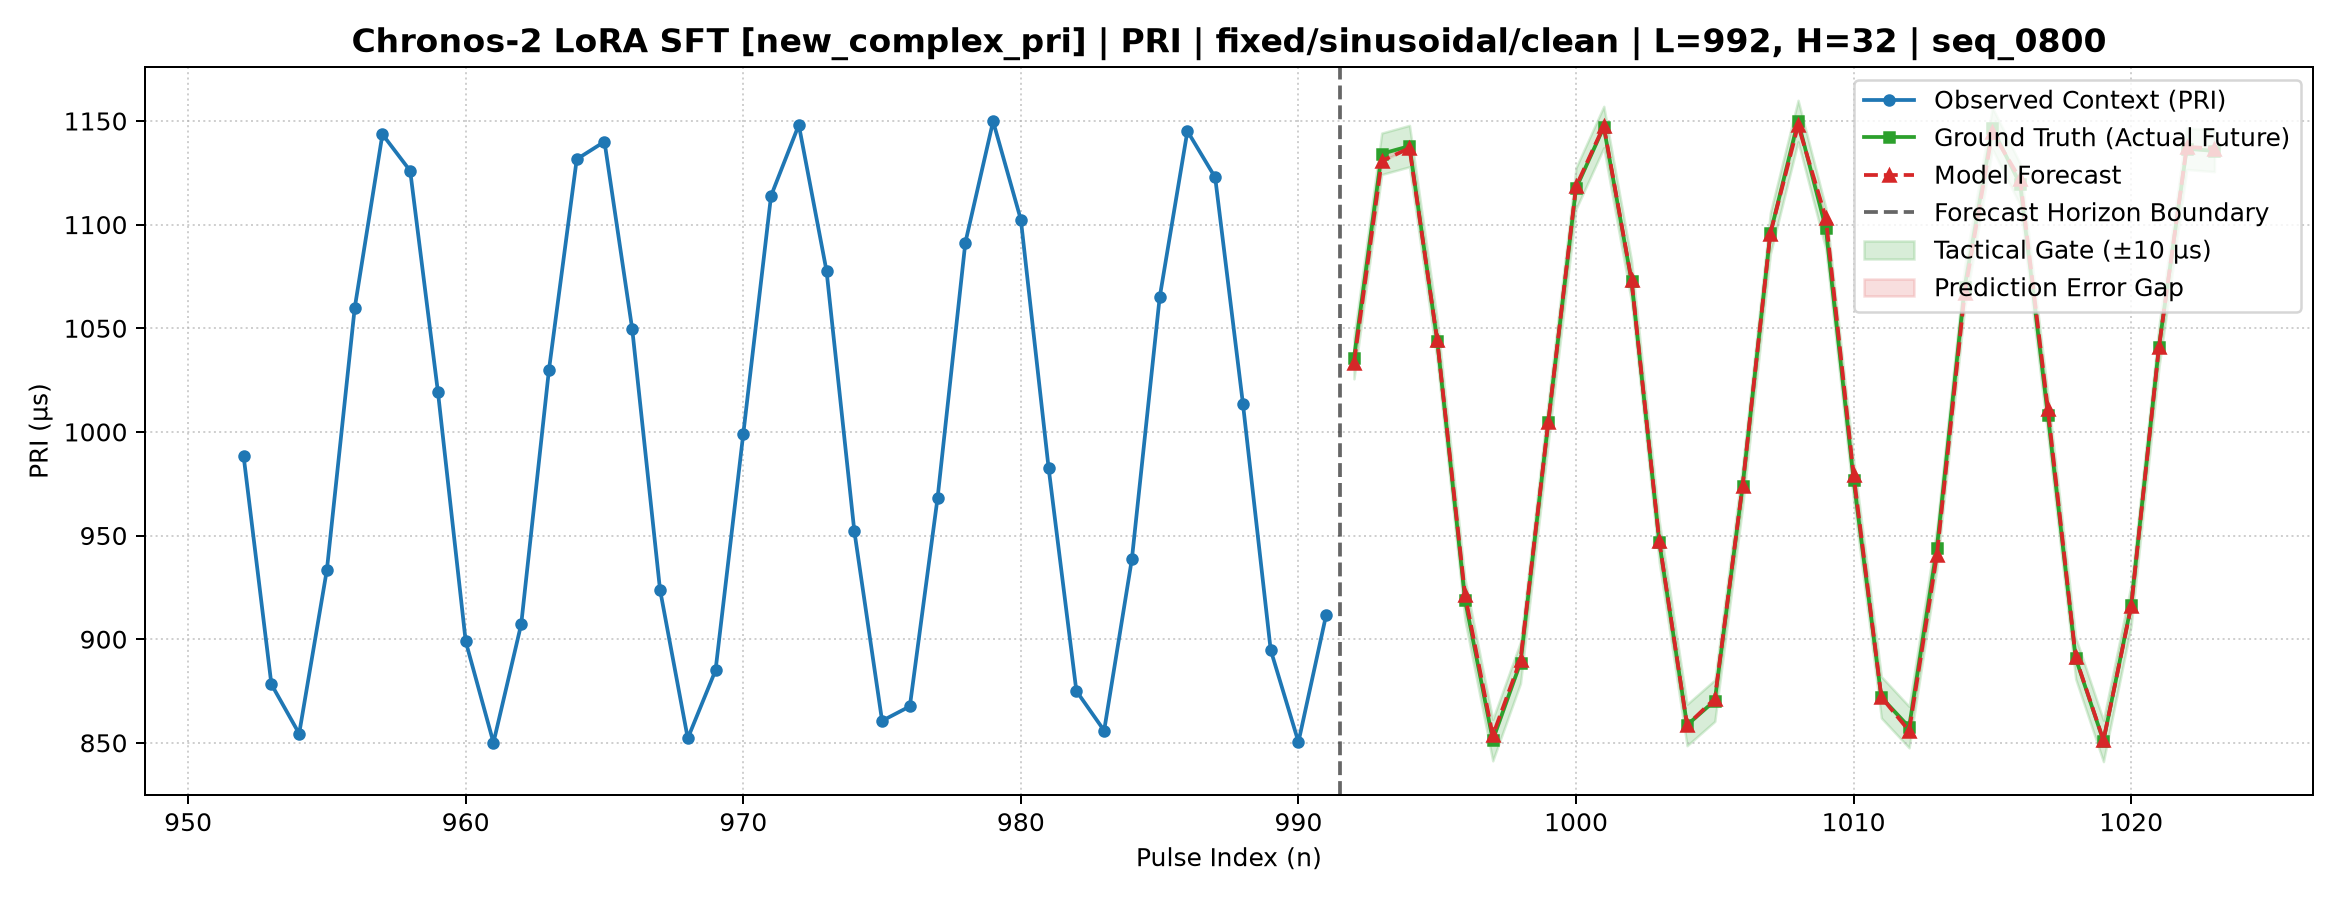 Chronos-2 LoRA SFT [new_complex_pri] | PRI | fixed/sinusoidal/clean | L=992, H=32 | seq_0800
PRI (µs)
1150
1100
1050
1000
950
900
850
Observed Context (PRI)
Ground Truth (Actual Future)
Model Forecast
Forecast Horizon Boundary
Tactical Gate (±10 µs)
Prediction Error Gap
950 960 970 980 990 1000 1010 1020
Pulse Index (n)